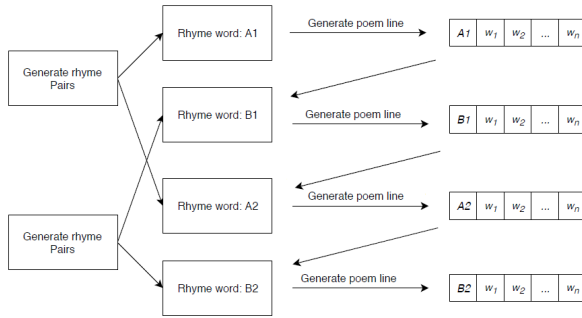 Generate rhyme
Pairs
Generate rhyme
Pairs
Rhyme word: A1
Rhyme word: B1
Rhyme word: A2
Rhyme word: B2
Generate poem line
Generate poem line
Generate poem line
Generate poem line
A1 w1 w2 ... wn
B1 w1 w2 ... wn
A2 w1 w2 ... wn
B2 w1 w2 ... wn